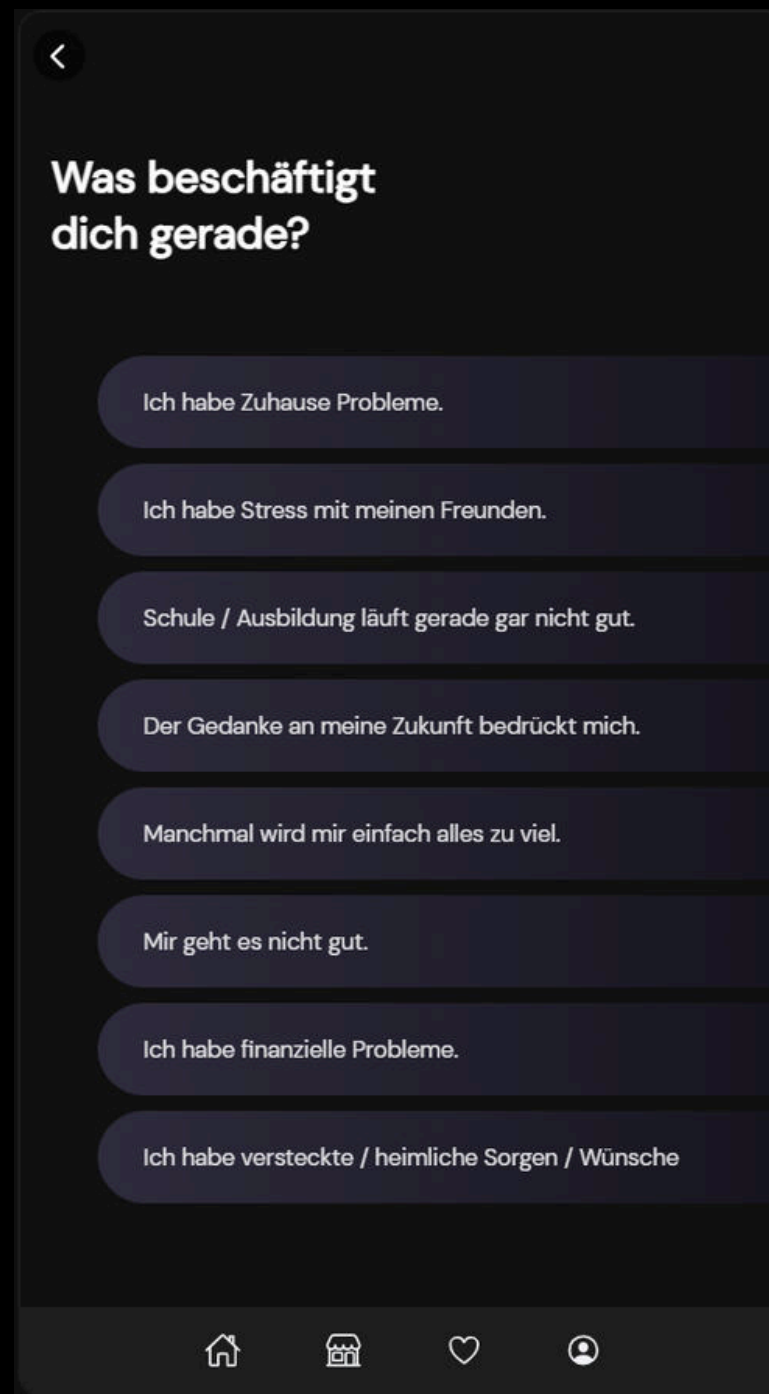 Was beschäftigt
dich gerade?
Ich habe Zuhause Probleme.
Ich habe Stress mit meinen Freunden.
Schule / Ausbildung läuft gerade gar nicht gut.
Der Gedanke an meine Zukunft bedrückt mich.
Manchmal wird mir einfach alles zu viel.
Mir geht es nicht gut.
Ich habe finanzielle Probleme.
Ich habe versteckte / heimliche Sorgen / Wünsche